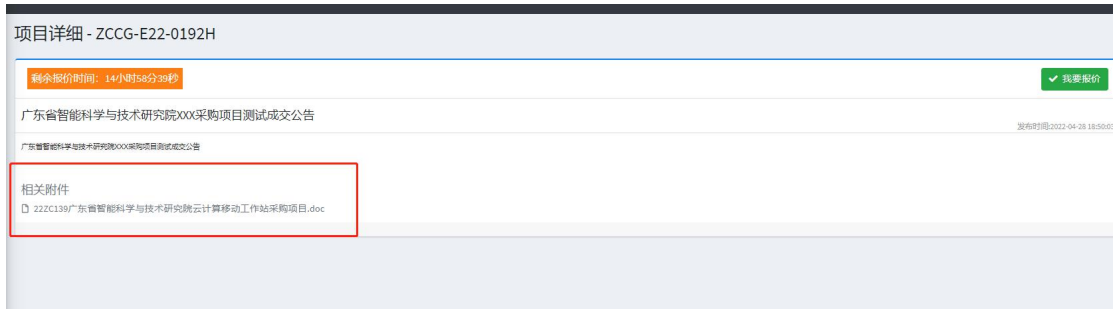 项目详细 - ZCCG-E22-0192H
剩余报价时间：14小时58分39秒
我要报价
广东省智能科学与技术研究院XXX采购项目测试成交公告
发布时间:2022-04-28 18:50:03
广东省智能科学与技术研究院XXX采购项目测试成交公告
相关附件
22ZC139广东省智能科学与技术研究院云计算移动工作站采购项目.doc